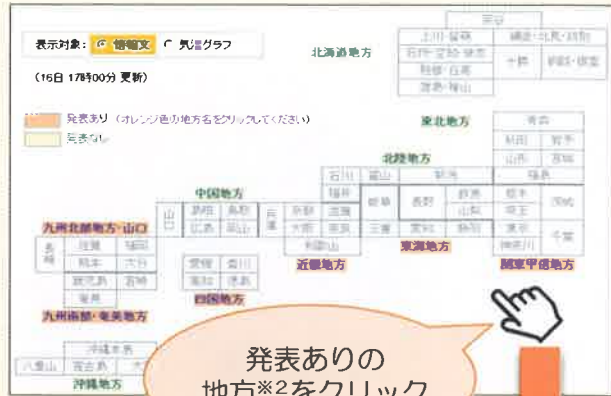 表示対象: 情報文 気温グラフ
(16日 17時00分 更新)
発表あり (オレンジ色の地方名をクリックしてください)
発表なし
北海道地方
宗谷
上川・留萌 網走・北見・紋別
石狩・空知・後志
十勝 釧路・根室
胆振・日高
渡島・檜山
東北地方
青森
秋田 岩手
山形 宮城
福島
北陸地方
石川 富山 新潟
福井 岐阜 長野 群馬 栃木 茨城
山梨 埼玉
中国地方
山口 島根 鳥取 兵庫 京都 滋賀
広島 岡山 大阪 奈良 三重 愛知 静岡 東京 千葉
和歌山 神奈川
九州北部地方・山口
長崎 佐賀 福岡
熊本 大分
鹿児島 宮崎
奄美
愛媛 香川
高知 徳島
近畿地方
東海地方
関東甲信地方
四国地方
九州南部・奄美地方
沖縄本島
八重山 宮古島 大
沖縄地方
発表ありの
地方※2をクリック